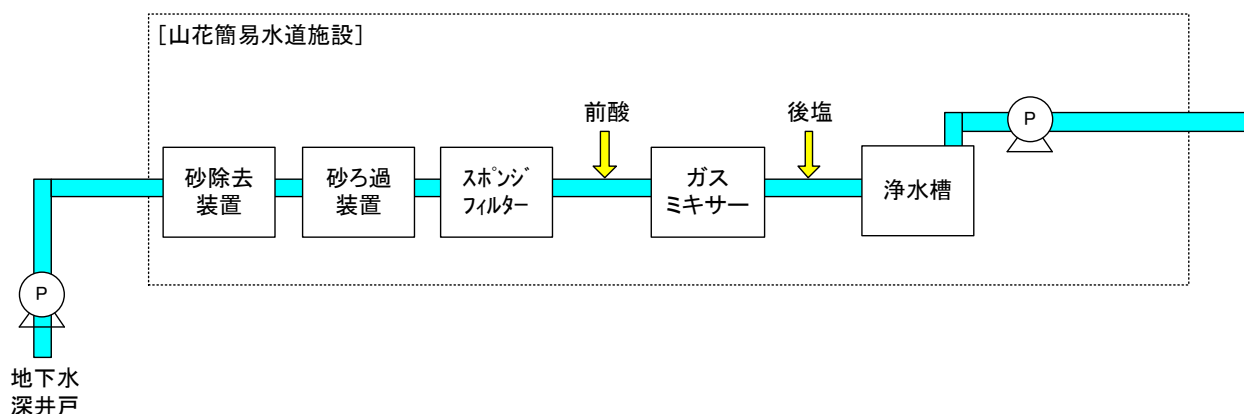 [山花簡易水道施設]
前酸
後塩
P
砂除去
装置
砂ろ過
装置
スポンジ
フィルター
ガス
ミキサー
浄水槽
P
地下水
深井戸